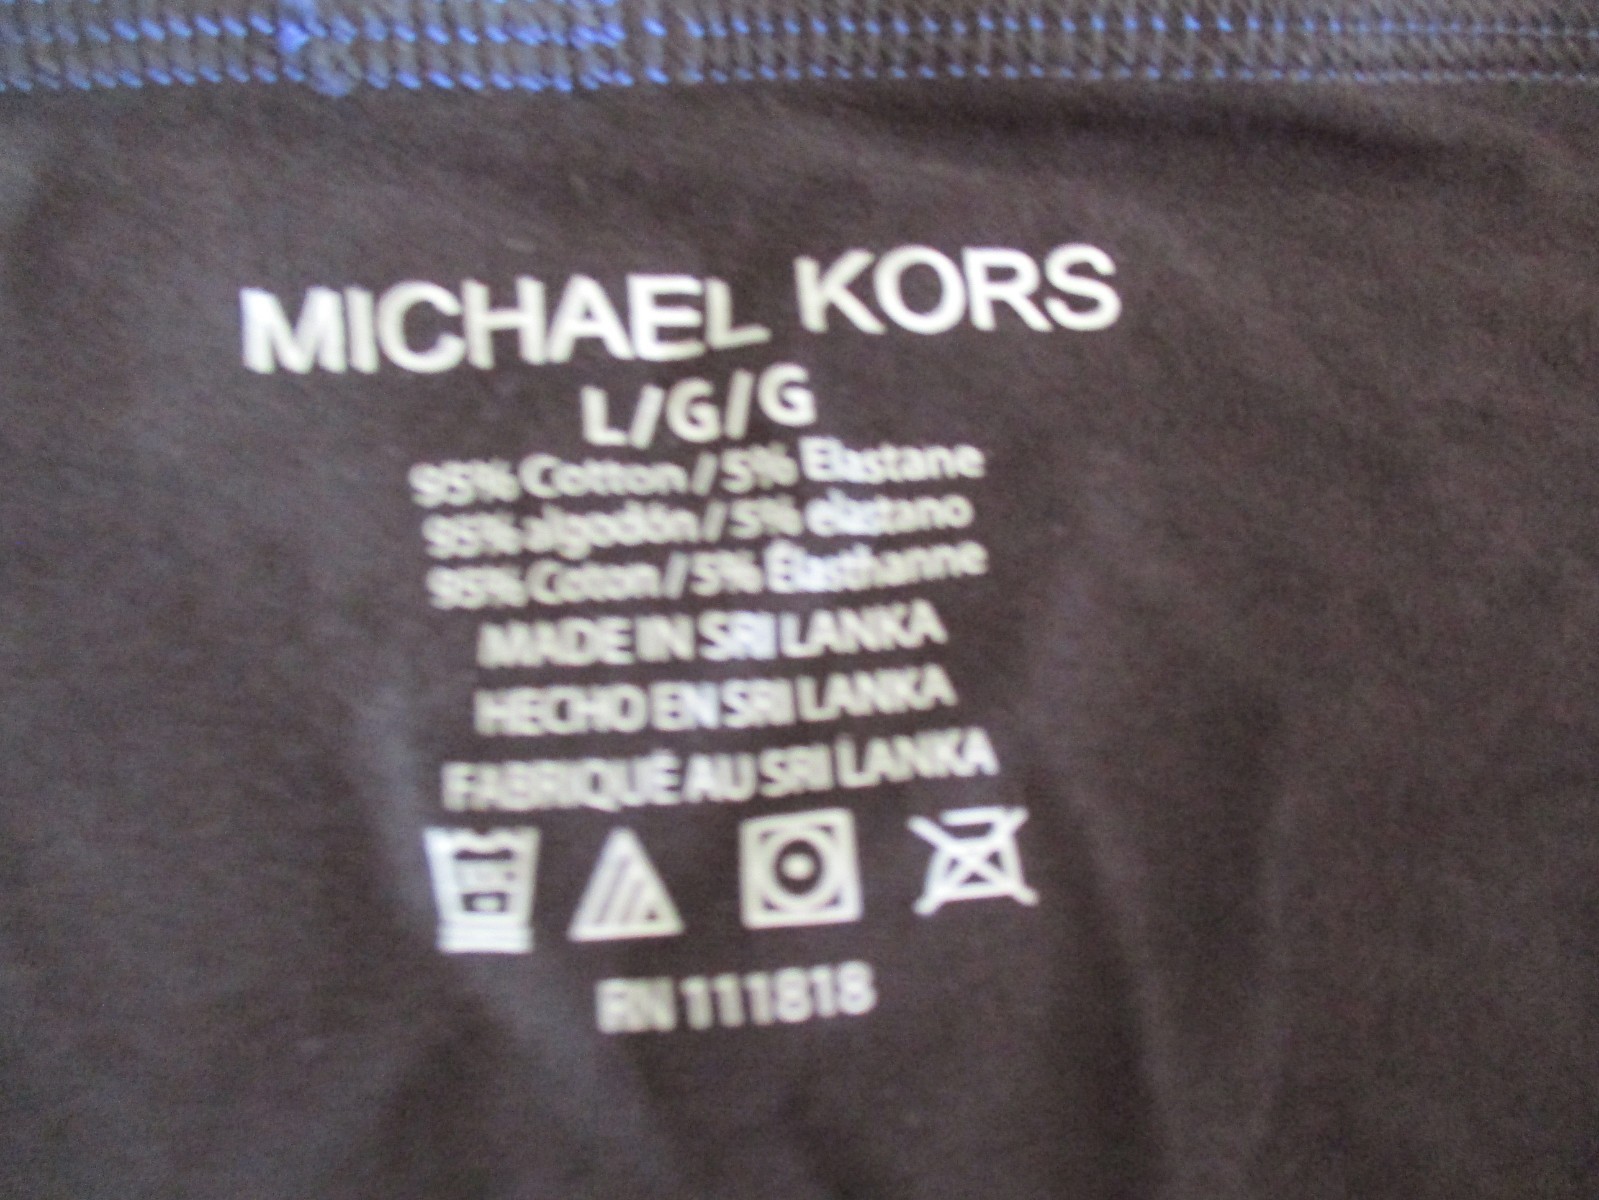 MICHAEL KORS
L/G/G
95% Cotton / 5% Elastane
95% algodón / 5% elastano
95% Coton / 5% Élasthanne
MADE IN SRI LANKA
HECHO EN SRI LANKA
FABRIQUÉ AU SRI LANKA
RN 111818